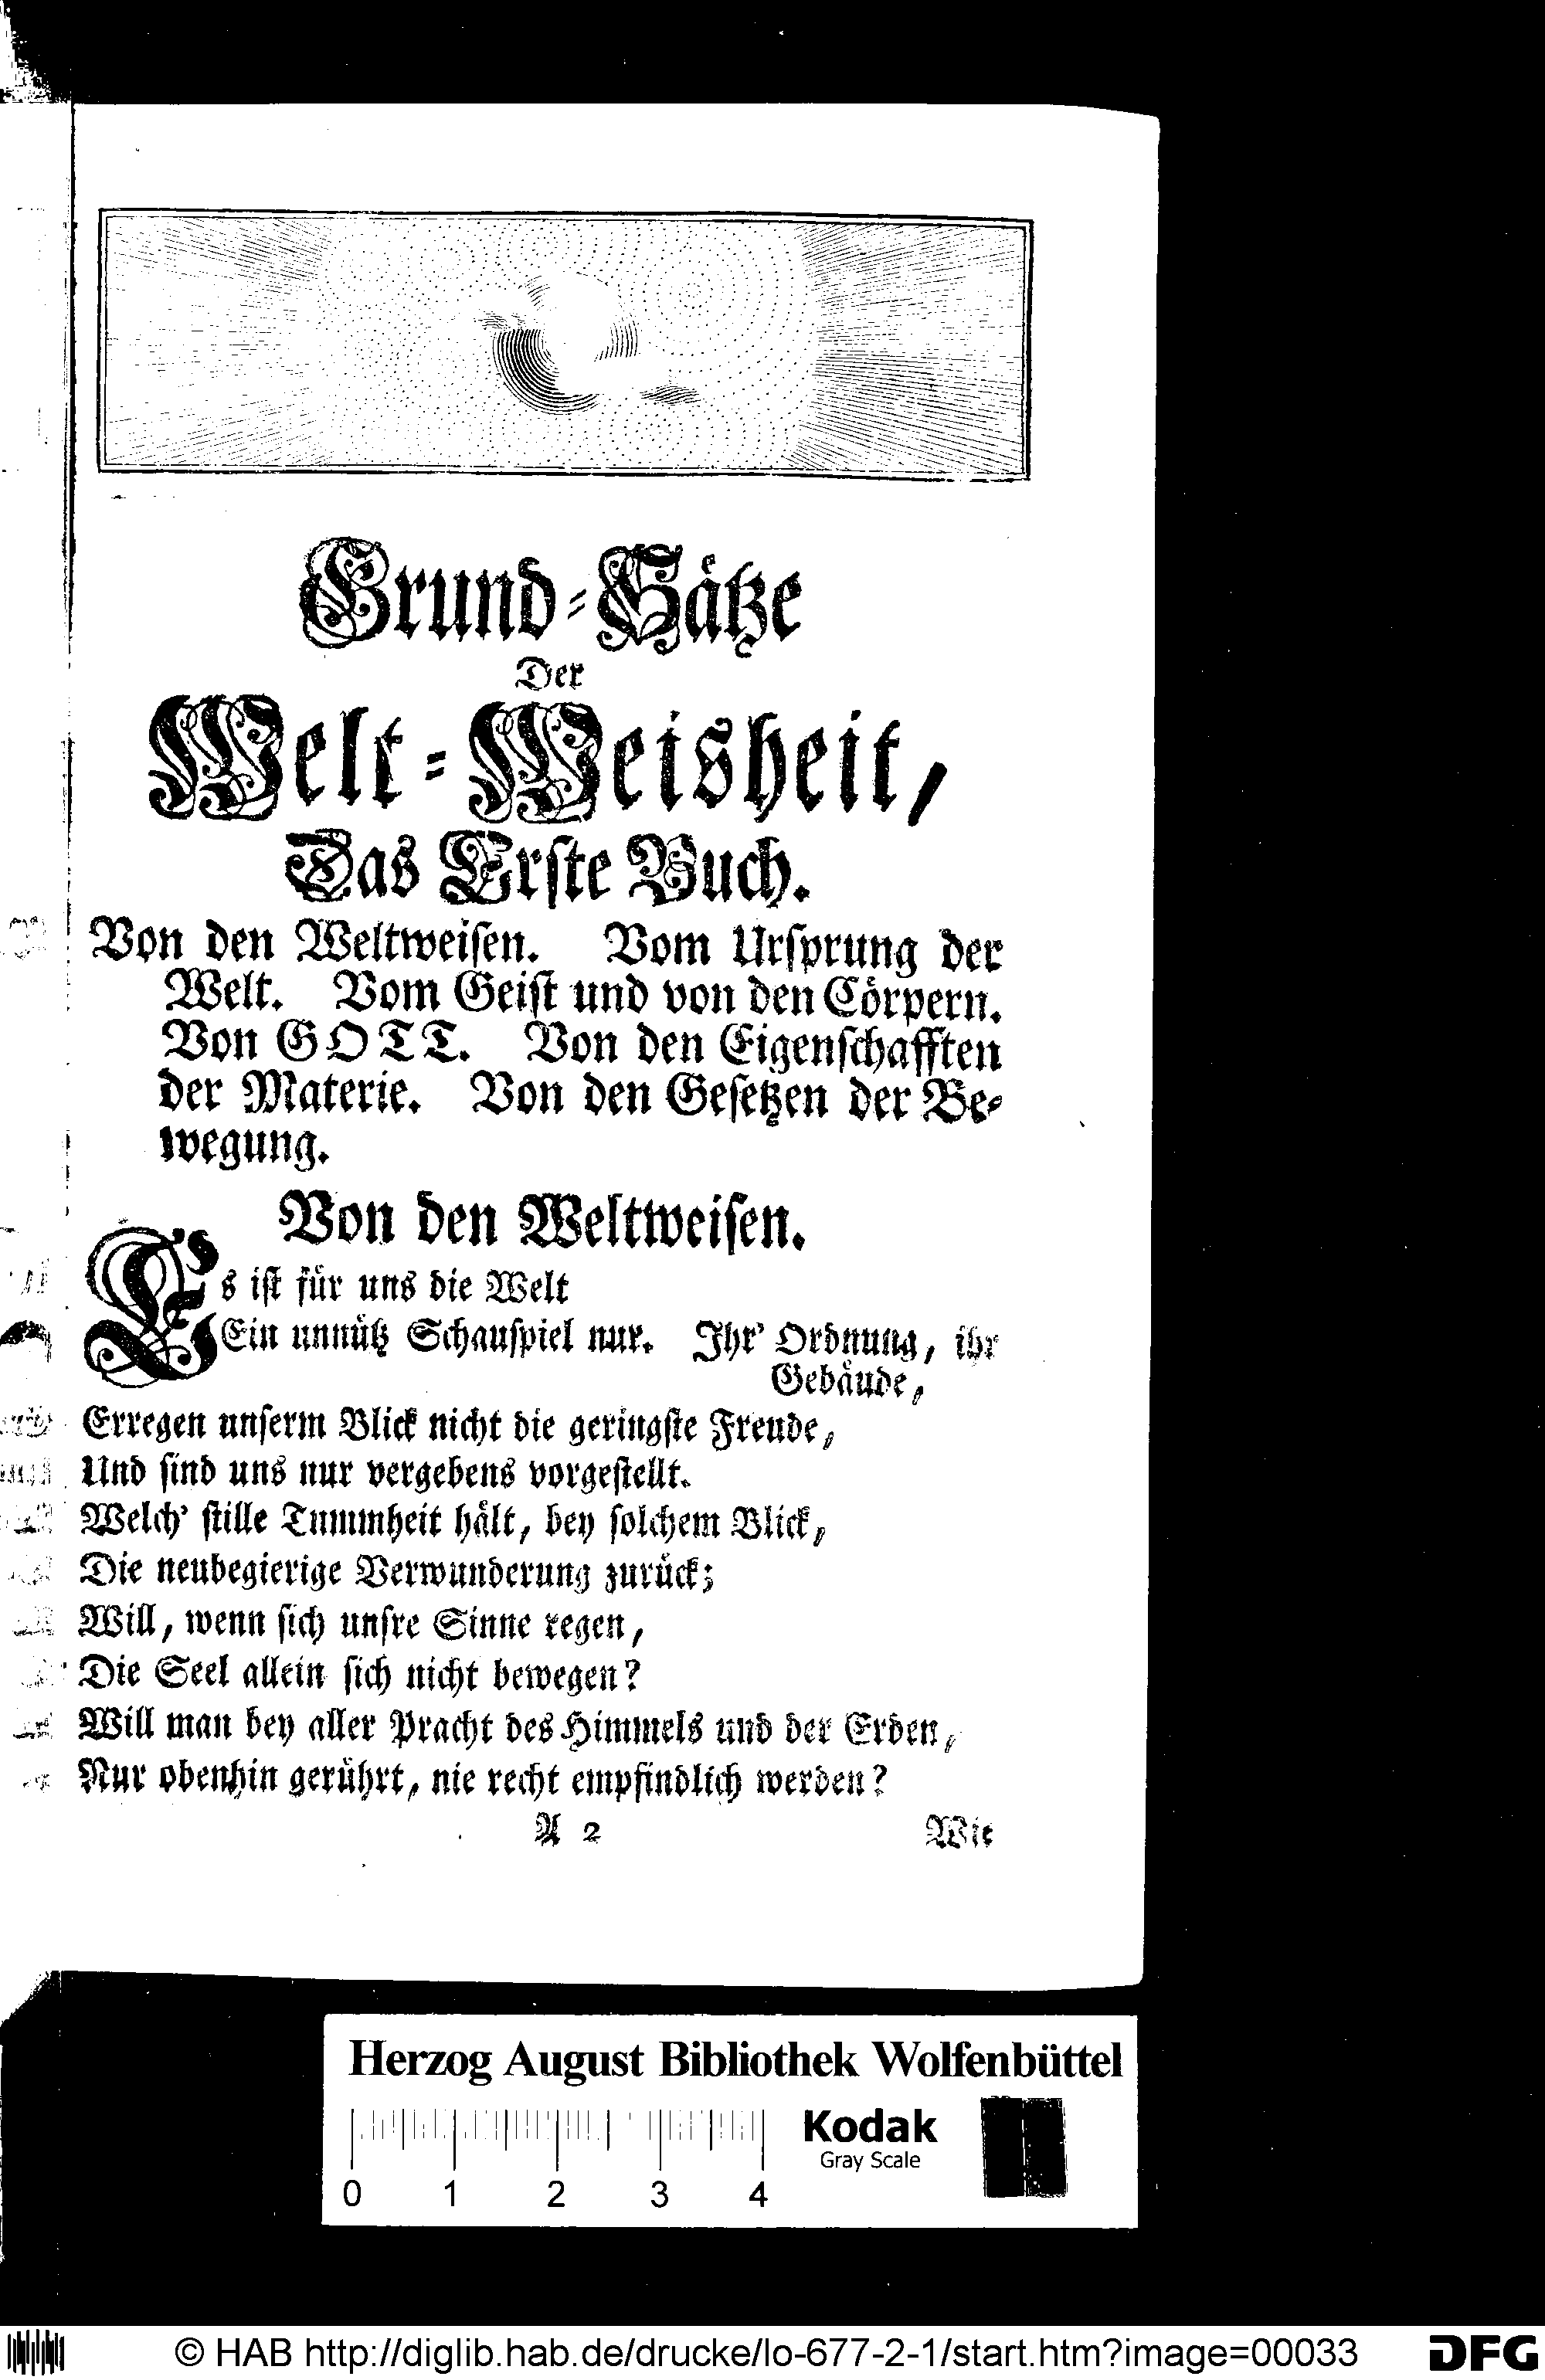 Grund-Sätze
Der
Welt-Weisheit,
Das Erste Buch.
Von den Weltweisen. Vom Ursprung der
Welt. Vom Geist und von den Cörpern.
Von GOTT. Von den Eigenschafften
der Materie. Von den Gesetzen der Be-
wegung.
Von den Weltweisen.
Es ist für uns die Welt
Ein unnütz Schauspiel nur. Ihr' Ordnung, ihr
Gebäude,
Erregen unserm Blick nicht die geringste Freude,
Und sind uns nur vergebens vorgestellt.
Welch' stille Tummheit hält, bey solchem Blick,
Die neubegierige Verwunderung zurück;
Will, wenn sich unsre Sinne regen,
Die Seel allein sich nicht bewegen?
Will man bey aller Pracht des Himmels und der Erden,
Nur obenhin gerührt, nie recht empfindlich werden?
A 2
Wie
Herzog August Bibliothek Wolfenbüttel
Kodak
Gray Scale
0 1 2 3 4
© HAB http://diglib.hab.de/drucke/lo-677-2-1/start.htm?image=00033
DFG